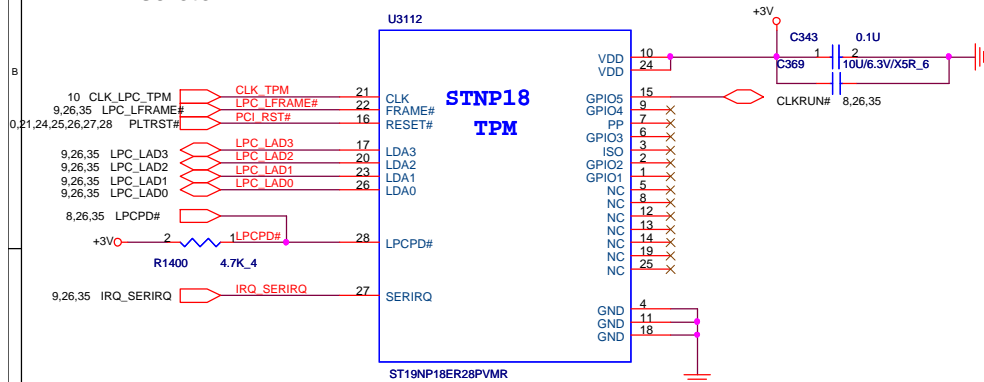 U3112
+3V
C343 0.1U
VDD 10 1 2
C369 10U/6.3V/X5R_6
VDD 24
B
10 CLK_LPC_TPM CLK_TPM 21 CLK
STNP18
GPIO5 15 CLKRUN# 8,26,35
9,26,35 LPC_LFRAME# LPC_LFRAME# 22 FRAME#
GPIO4 9
0,21,24,25,26,27,28 PLTRST# PCI_RST# 16 RESET#
TPM
PP 7
GPIO3 6
9,26,35 LPC_LAD3 LPC_LAD3 17 LDA3
ISO 3
9,26,35 LPC_LAD2 LPC_LAD2 20 LDA2
GPIO2 2
9,26,35 LPC_LAD1 LPC_LAD1 23 LDA1
GPIO1 1
9,26,35 LPC_LAD0 LPC_LAD0 26 LDA0
NC 5
NC 8
8,26,35 LPCPD#
NC 12
NC 13
+3V 2 1 LPCPD# 28 LPCPD#
NC 14
R1400 4.7K_4
NC 19
NC 25
9,26,35 IRQ_SERIRQ IRQ_SERIRQ 27 SERIRQ
GND 4
GND 11
GND 18
ST19NP18ER28PVMR